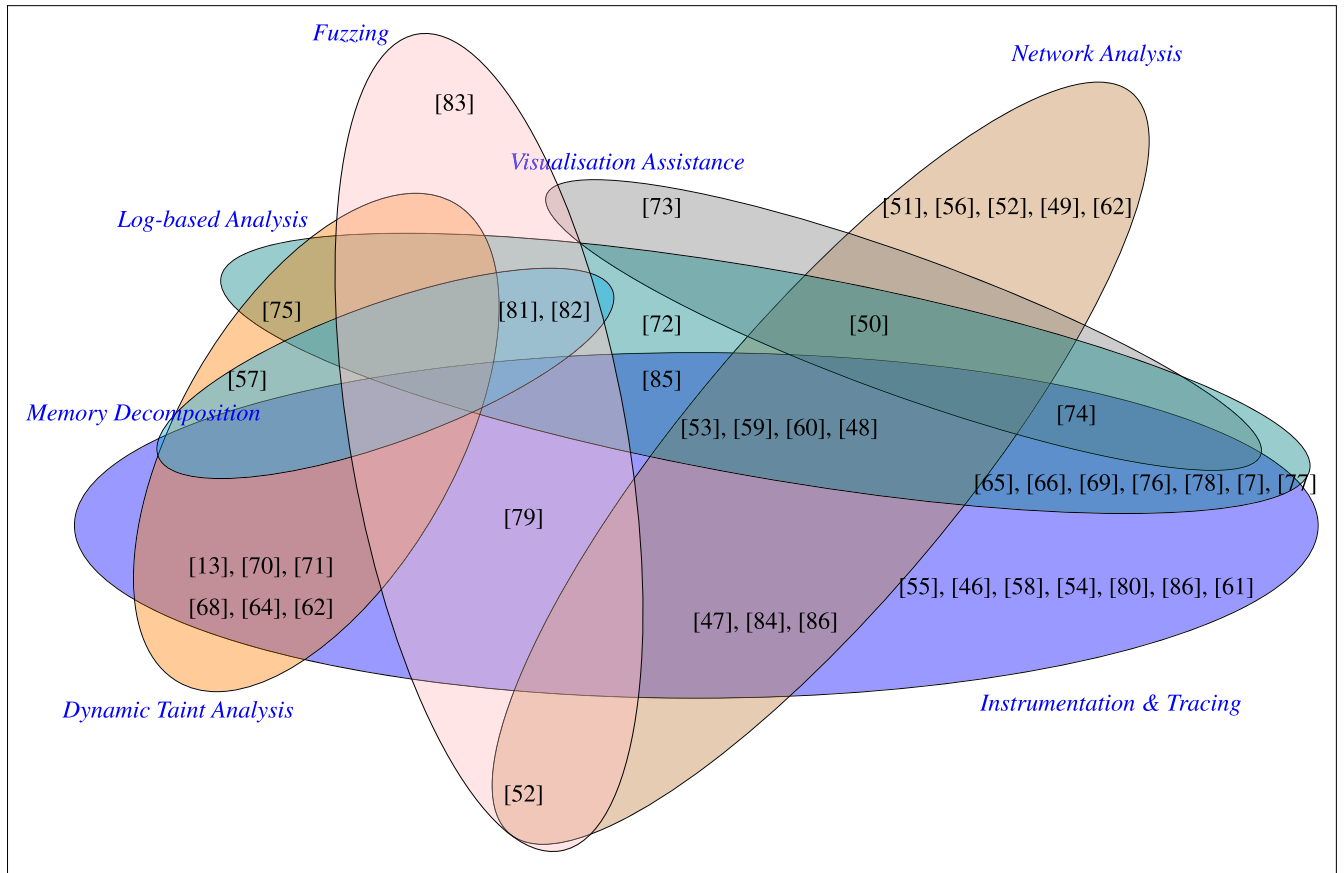 Fuzzing
Network Analysis
[83]
Visualisation Assistance
[73]
[51], [56], [52], [49], [62]
Log-based Analysis
[75]
[81], [82]
[72]
[50]
[57]
[85]
Memory Decomposition
[74]
[53], [59], [60], [48]
[65], [66], [69], [76], [78], [7], [77]
[79]
[13], [70], [71]
[68], [64], [62]
[55], [46], [58], [54], [80], [86], [61]
[47], [84], [86]
Dynamic Taint Analysis
Instrumentation & Tracing
[52]